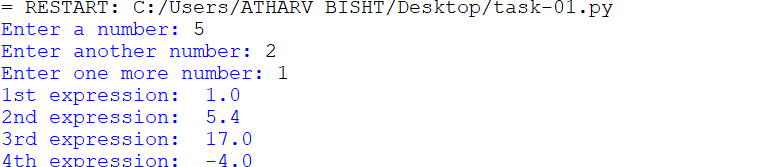 = RESTART: C:/Users/ATHARV BISHT/Desktop/task-01.py
Enter a number: 5
Enter another number: 2
Enter one more number: 1
1st expression:  1.0
2nd expression:  5.4
3rd expression:  17.0
4th expression:  -4.0